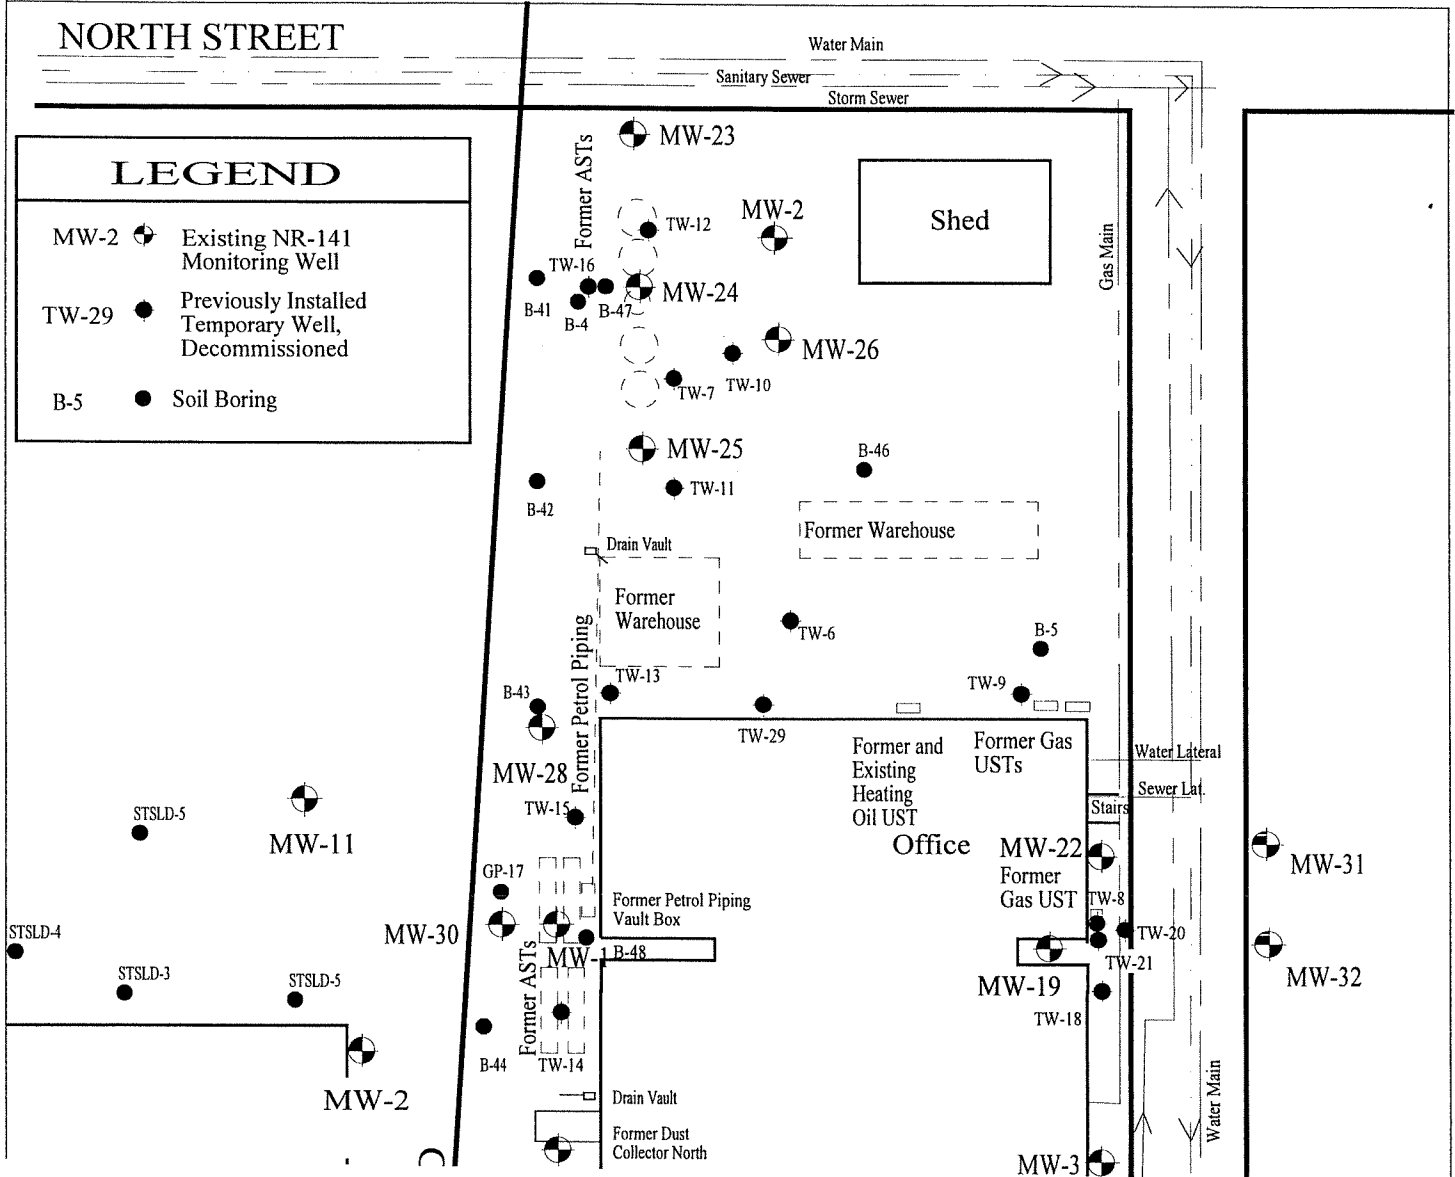 NORTH STREET
Water Main
Sanitary Sewer
Storm Sewer
LEGEND
MW-2
Existing NR-141
Monitoring Well
TW-29
Previously Installed
Temporary Well,
Decommissioned
B-5
Soil Boring
Former ASTs
MW-23
TW-12
MW-2
Shed
Gas Main
TW-16
B-41
B-4
B-47
MW-24
MW-26
TW-10
TW-7
MW-25
B-46
TW-11
B-42
Former Warehouse
Drain Vault
Former
Warehouse
TW-6
B-5
Former Petrol Piping
TW-13
TW-9
B-43
TW-29
MW-28
Former and
Existing
Heating
Oil UST
Former Gas
USTs
Water Lateral
Sewer Lat.
Stairs
TW-15
STSLD-5
MW-11
Office
MW-22
MW-31
GP-17
Former
Gas UST
TW-8
Former Petrol Piping
Vault Box
STSLD-4
MW-30
MW-1
B-48
TW-20
TW-21
STSLD-3
STSLD-5
Former ASTs
MW-19
MW-32
TW-18
B-44
TW-14
MW-2
Drain Vault
Water Main
Former Dust
Collector North
MW-3